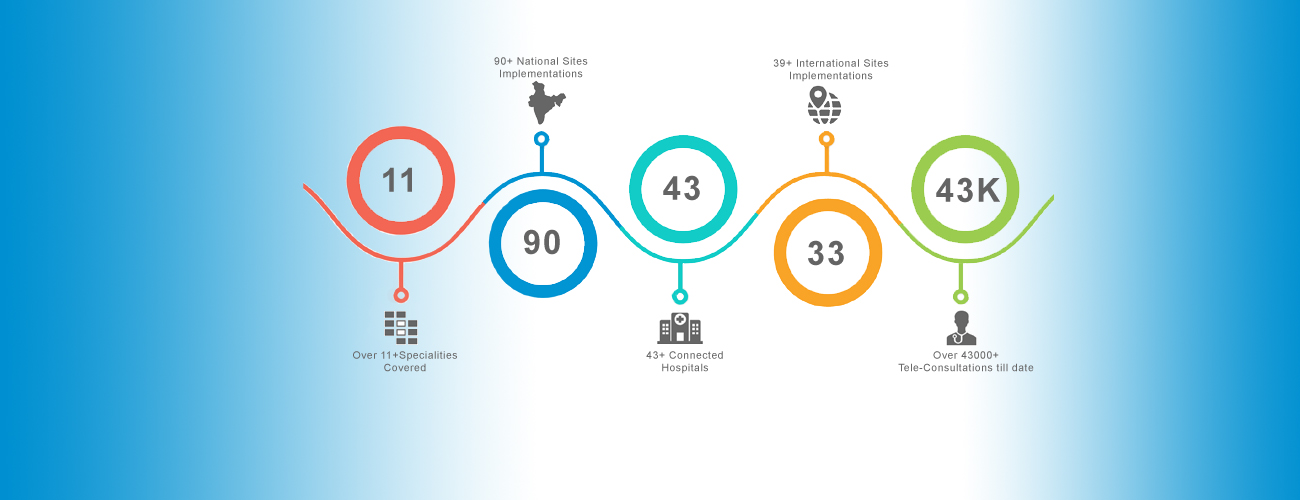 90+ National Sites
Implementations
39+ International Sites
Implementations
11
90
43
33
43K
Over 11+Specialities
Covered
43+ Connected
Hospitals
Over 43000+
Tele-Consultations till date